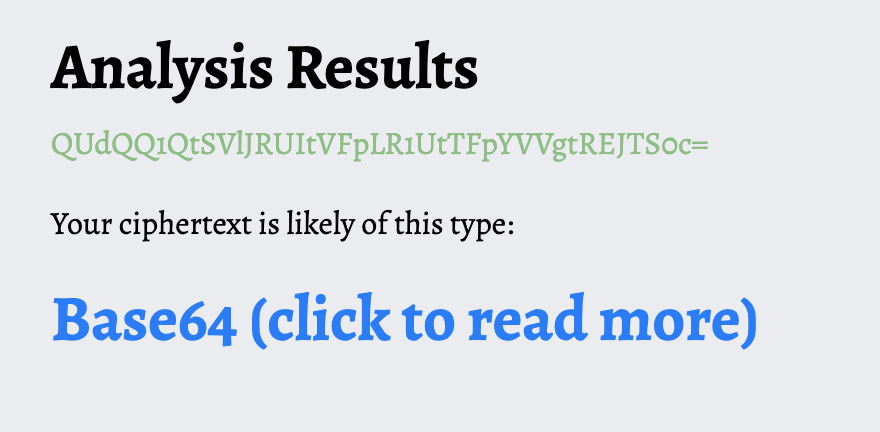 Analysis Results
QUdQQ1QtSVlJRUItVFpLR1UtTFpYVVgtREJTS0c=
Your ciphertext is likely of this type:
Base64 (click to read more)